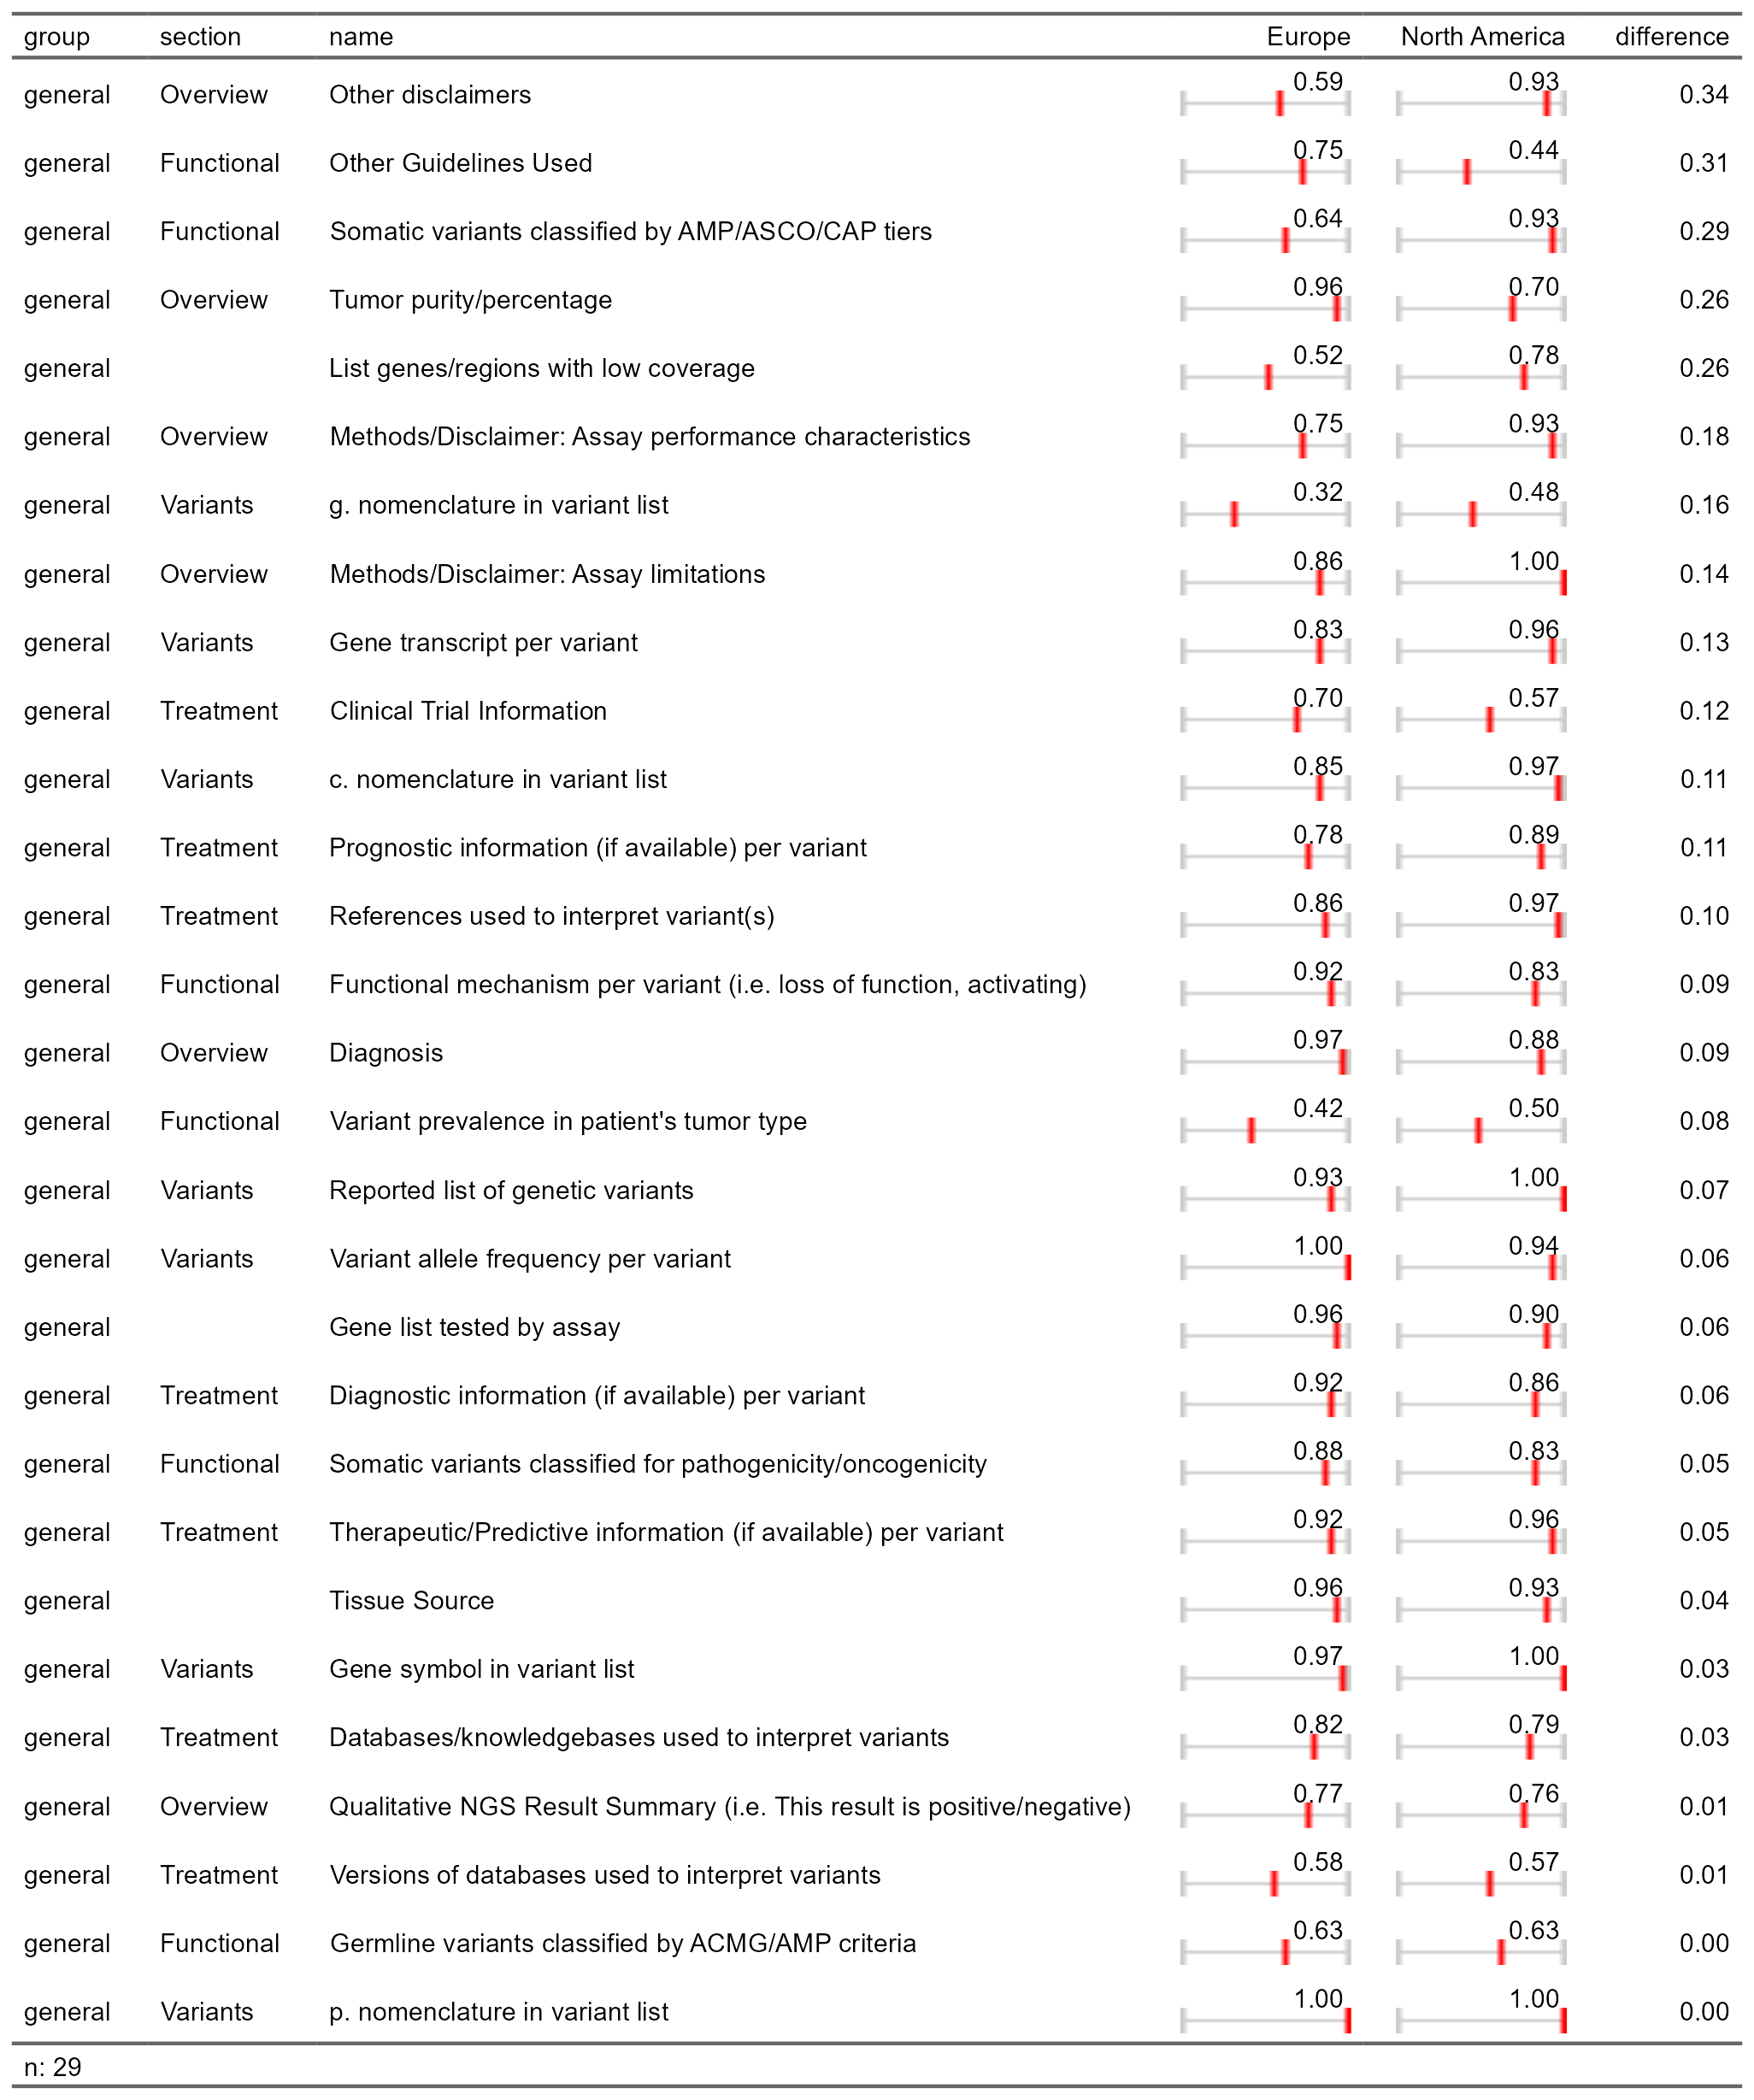 group section name Europe North America difference
general Overview Other disclaimers 0.59 0.93 0.34
general Functional Other Guidelines Used 0.75 0.44 0.31
general Functional Somatic variants classified by AMP/ASCO/CAP tiers 0.64 0.93 0.29
general Overview Tumor purity/percentage 0.96 0.70 0.26
general List genes/regions with low coverage 0.52 0.78 0.26
general Overview Methods/Disclaimer: Assay performance characteristics 0.75 0.93 0.18
general Variants g. nomenclature in variant list 0.32 0.48 0.16
general Overview Methods/Disclaimer: Assay limitations 0.86 1.00 0.14
general Variants Gene transcript per variant 0.83 0.96 0.13
general Treatment Clinical Trial Information 0.70 0.57 0.12
general Variants c. nomenclature in variant list 0.85 0.97 0.11
general Treatment Prognostic information (if available) per variant 0.78 0.89 0.11
general Treatment References used to interpret variant(s) 0.86 0.97 0.10
general Functional Functional mechanism per variant (i.e. loss of function, activating) 0.92 0.83 0.09
general Overview Diagnosis 0.97 0.88 0.09
general Functional Variant prevalence in patient's tumor type 0.42 0.50 0.08
general Variants Reported list of genetic variants 0.93 1.00 0.07
general Variants Variant allele frequency per variant 1.00 0.94 0.06
general Gene list tested by assay 0.96 0.90 0.06
general Treatment Diagnostic information (if available) per variant 0.92 0.86 0.06
general Functional Somatic variants classified for pathogenicity/oncogenicity 0.88 0.83 0.05
general Treatment Therapeutic/Predictive information (if available) per variant 0.92 0.96 0.05
general Tissue Source 0.96 0.93 0.04
general Variants Gene symbol in variant list 0.97 1.00 0.03
general Treatment Databases/knowledgebases used to interpret variants 0.82 0.79 0.03
general Overview Qualitative NGS Result Summary (i.e. This result is positive/negative) 0.77 0.76 0.01
general Treatment Versions of databases used to interpret variants 0.58 0.57 0.01
general Functional Germline variants classified by ACMG/AMP criteria 0.63 0.63 0.00
general Variants p. nomenclature in variant list 1.00 1.00 0.00
n: 29